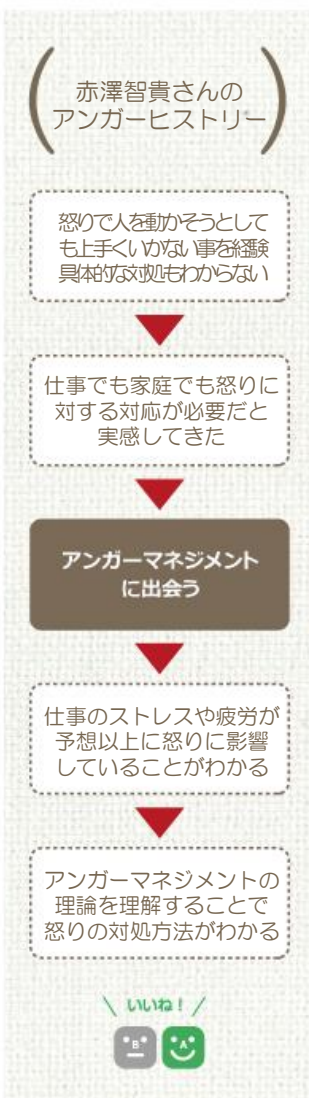 赤澤智貴さんの
アンガーヒストリー
怒りで人を動かそうとして
も上手くいかない事を経験
具体的な対処もわからない
仕事でも家庭でも怒りに
対する対応が必要だと
実感してきた
アンガーマネジメント
に出会う
仕事のストレスや疲労が
予想以上に怒りに影響
していることがわかる
アンガーマネジメントの
理論を理解することで
怒りの対処方法がわかる
いいね！
"B" "A"